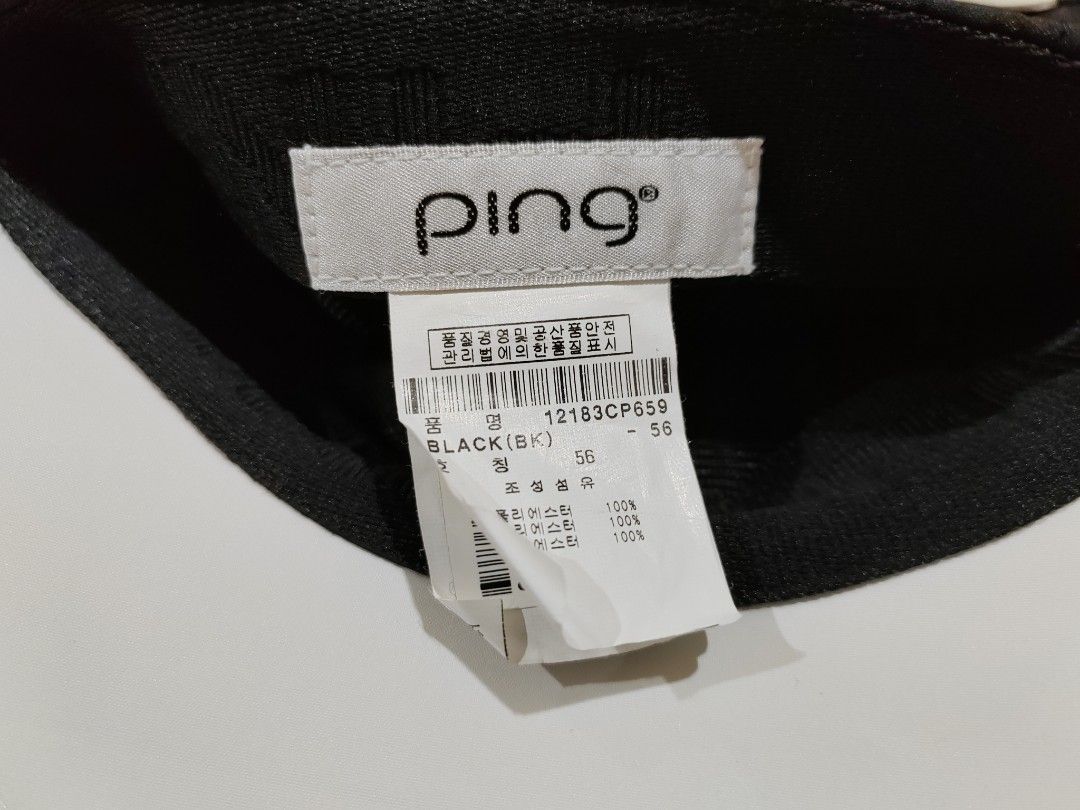 ping®
품질경영및공산품안전
관리법에의한품질표시
품 명 12183CP659
BLACK(BK) - 56
호 칭 56
조성섬유
폴리에스터 100%
리에스터 100%
에스터 100%